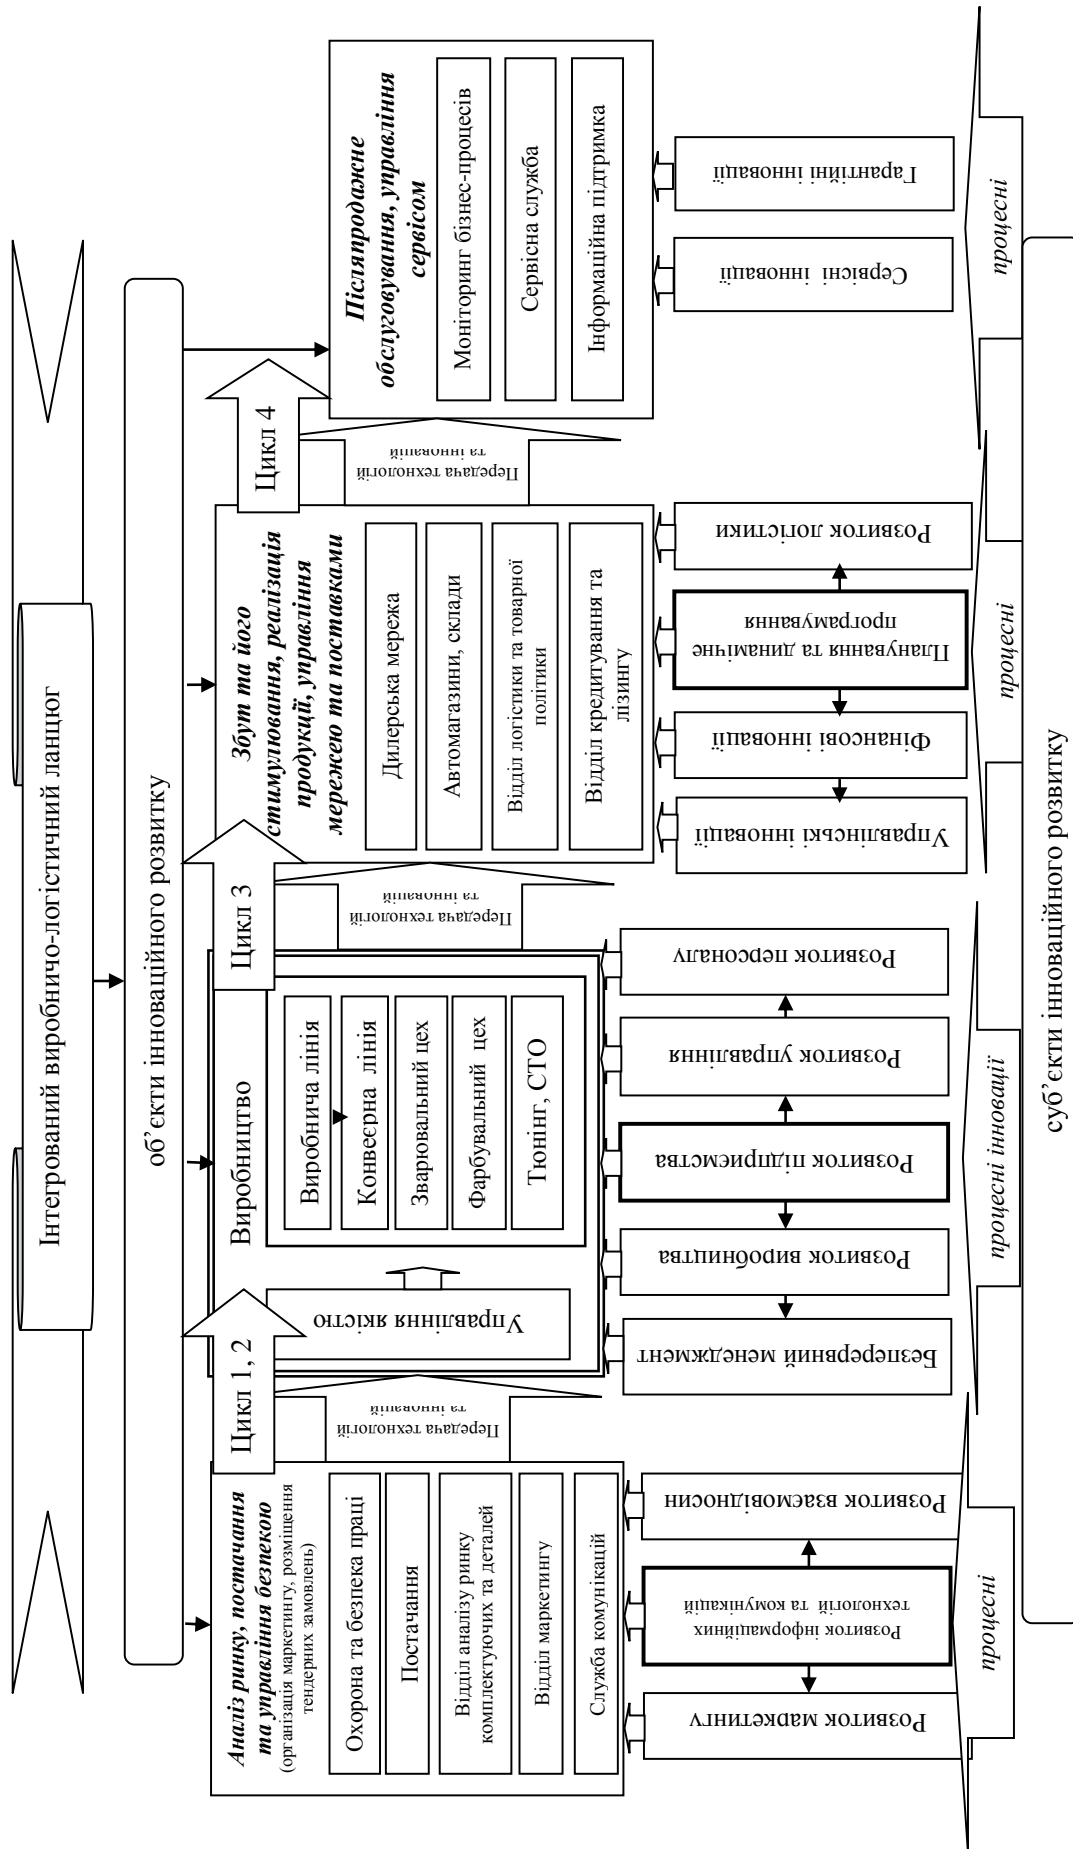 Інтегрований виробничо-логістичний ланцюг
об’єкти інноваційного розвитку
Цикл 1, 2
Цикл 3
Цикл 4
Аналіз ринку, постачання
та управління безпекою
(організація маркетингу, розміщення
тендерних замовлень)
Охорона та безпека праці
Постачання
Відділ аналізу ринку
комплектуючих та деталей
Відділ маркетингу
Служба комунікацій
Передача технологій
та інновацій
Виробництво
Управління якістю
Виробнича лінія
Конвеєрна лінія
Зварювальний цех
Фарбувальний цех
Тюнінг, СТО
Передача технологій
та інновацій
Збут та його
стимулювання, реалізація
продукції, управління
мережею та поставками
Дилерська мережа
Автомагазини, склади
Відділ логістики та товарної
політики
Відділ кредитування та
лізингу
Передача технологій
та інновацій
Післяпродажне
обслуговування, управління
сервісом
Моніторинг бізнес-процесів
Сервісна служба
Інформаційна підтримка
Розвиток маркетингу
Розвиток інформаційних
технологій та комунікацій
Розвиток взаємовідносин
Безперервний менеджмент
Розвиток виробництва
Розвиток підприємства
Розвиток управління
Розвиток персоналу
Управлінські інновації
Фінансові інновації
Планування та динамічне
програмування
Розвиток логістики
Сервісні інновації
Гарантійні інновації
процесні
процесні інновації
процесні
процесні
суб’єкти інноваційного розвитку